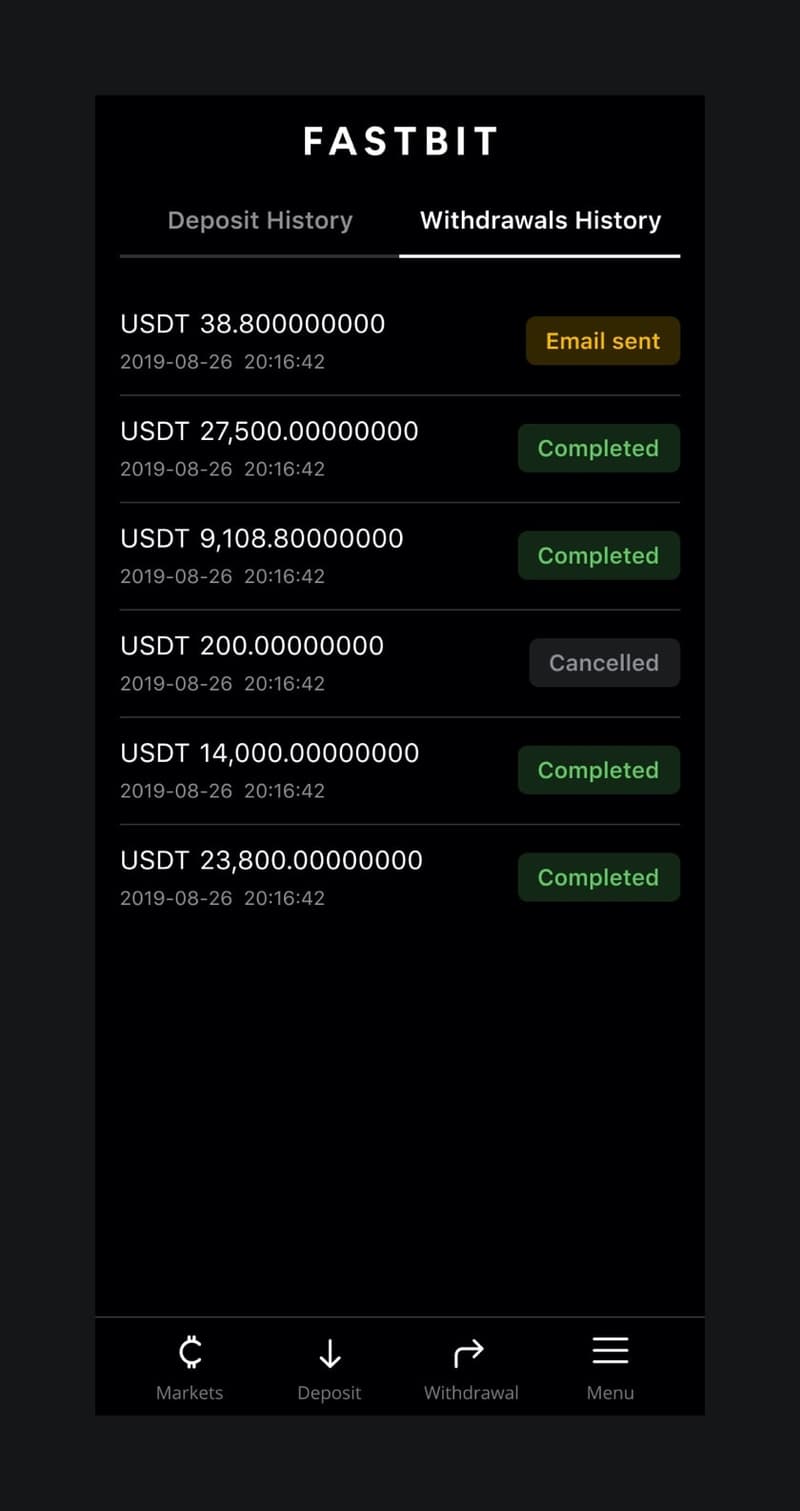 FASTBIT
Deposit History Withdrawals History
USDT 38.800000000
Email sent
2019-08-26 20:16:42
USDT 27,500.00000000
Completed
2019-08-26 20:16:42
USDT 9,108.80000000
Completed
2019-08-26 20:16:42
USDT 200.00000000
Cancelled
2019-08-26 20:16:42
USDT 14,000.00000000
Completed
2019-08-26 20:16:42
USDT 23,800.00000000
Completed
2019-08-26 20:16:42
Markets Deposit Withdrawal Menu